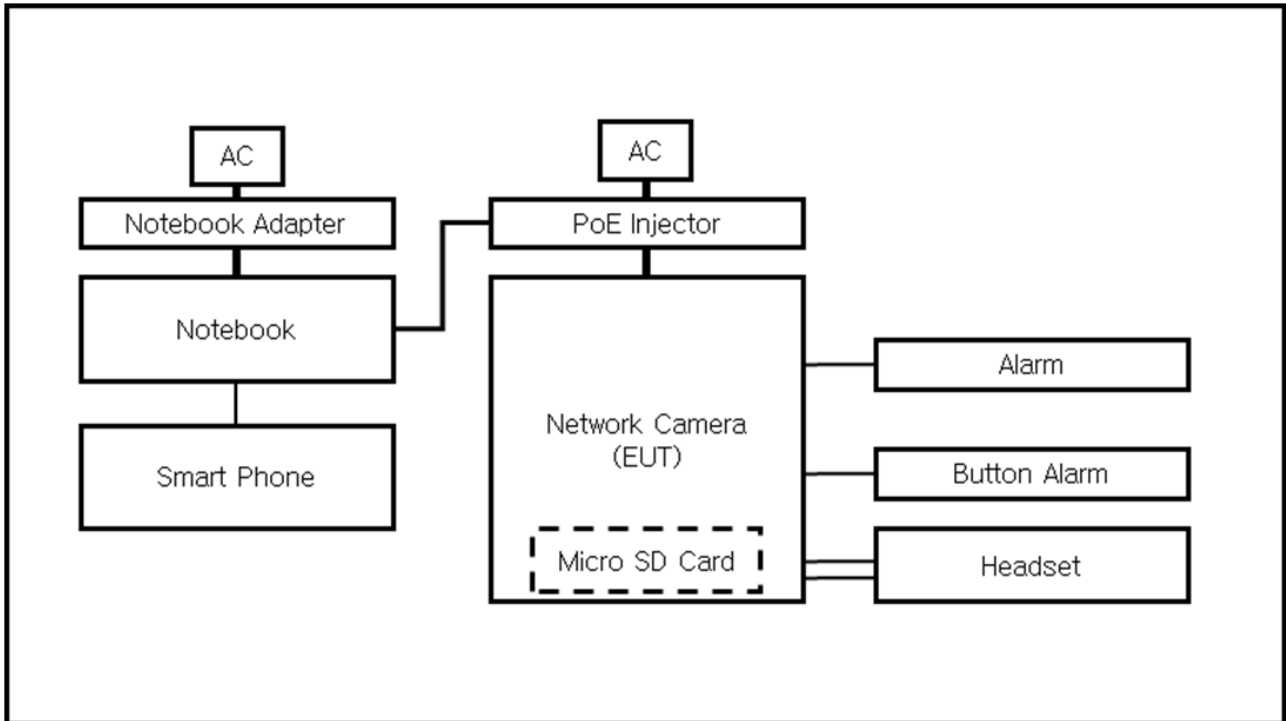 AC
Notebook Adapter
Notebook
Smart Phone
AC
PoE Injector
Network Camera
(EUT)
Micro SD Card
Alarm
Button Alarm
Headset